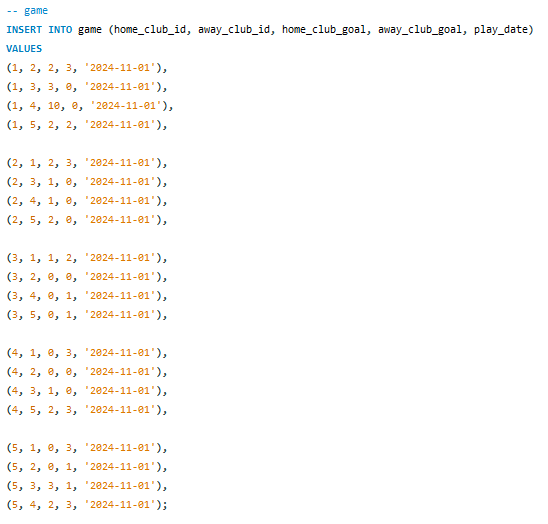 -- game
INSERT INTO game (home_club_id, away_club_id, home_club_goal, away_club_goal, play_date)
VALUES
(1, 2, 2, 3, '2024-11-01'),
(1, 3, 3, 0, '2024-11-01'),
(1, 4, 10, 0, '2024-11-01'),
(1, 5, 2, 2, '2024-11-01'),

(2, 1, 2, 3, '2024-11-01'),
(2, 3, 1, 0, '2024-11-01'),
(2, 4, 1, 0, '2024-11-01'),
(2, 5, 2, 0, '2024-11-01'),

(3, 1, 1, 2, '2024-11-01'),
(3, 2, 0, 0, '2024-11-01'),
(3, 4, 0, 1, '2024-11-01'),
(3, 5, 0, 1, '2024-11-01'),

(4, 1, 0, 3, '2024-11-01'),
(4, 2, 0, 0, '2024-11-01'),
(4, 3, 1, 0, '2024-11-01'),
(4, 5, 2, 3, '2024-11-01'),

(5, 1, 0, 3, '2024-11-01'),
(5, 2, 0, 1, '2024-11-01'),
(5, 3, 3, 1, '2024-11-01'),
(5, 4, 2, 3, '2024-11-01');